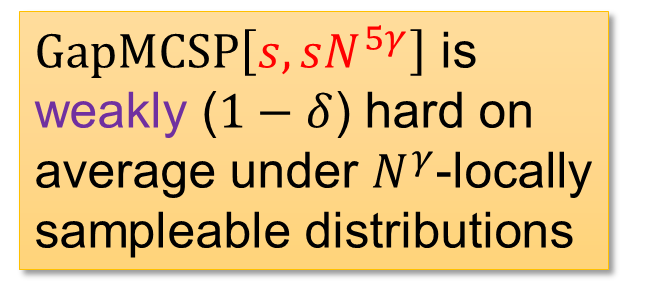 GapMCSP[s, sN^{5γ}] is
weakly (1 − δ) hard on
average under N^γ-locally
sampleable distributions